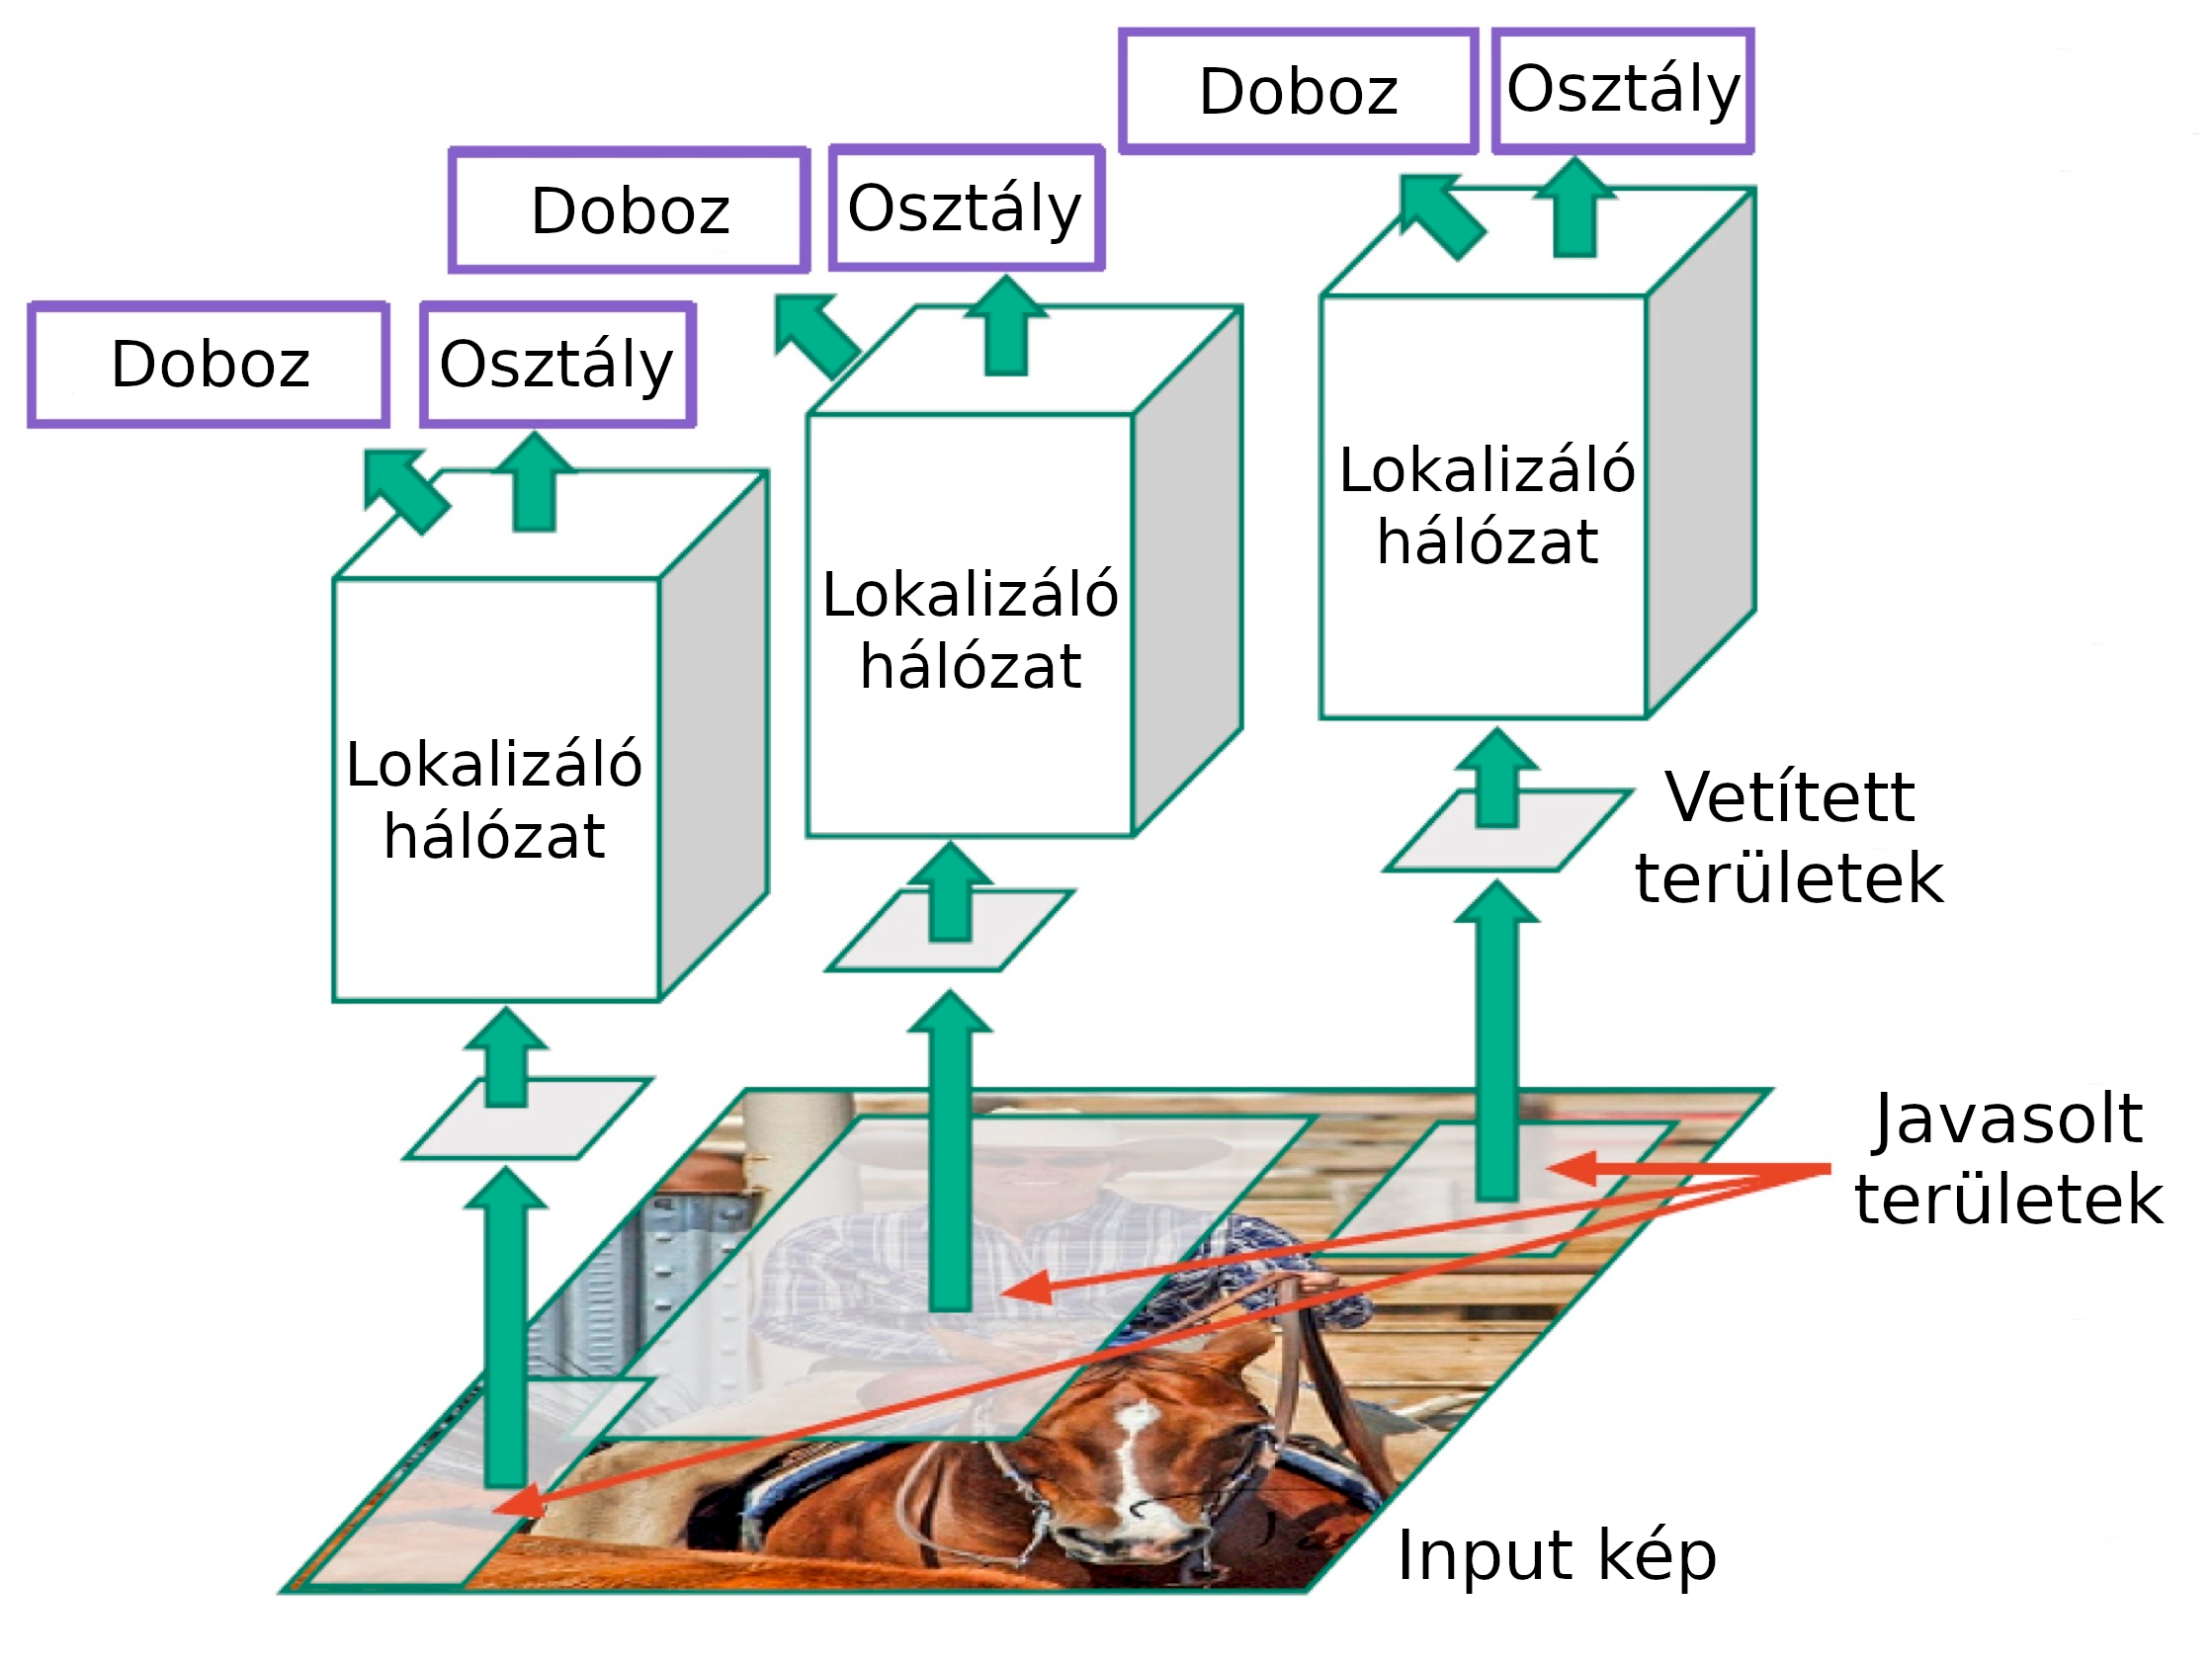 Doboz
Osztály
Doboz
Osztály
Doboz
Osztály
Lokalizáló
hálózat
Lokalizáló
hálózat
Lokalizáló
hálózat
Vetített
területek
Javasolt
területek
Input kép